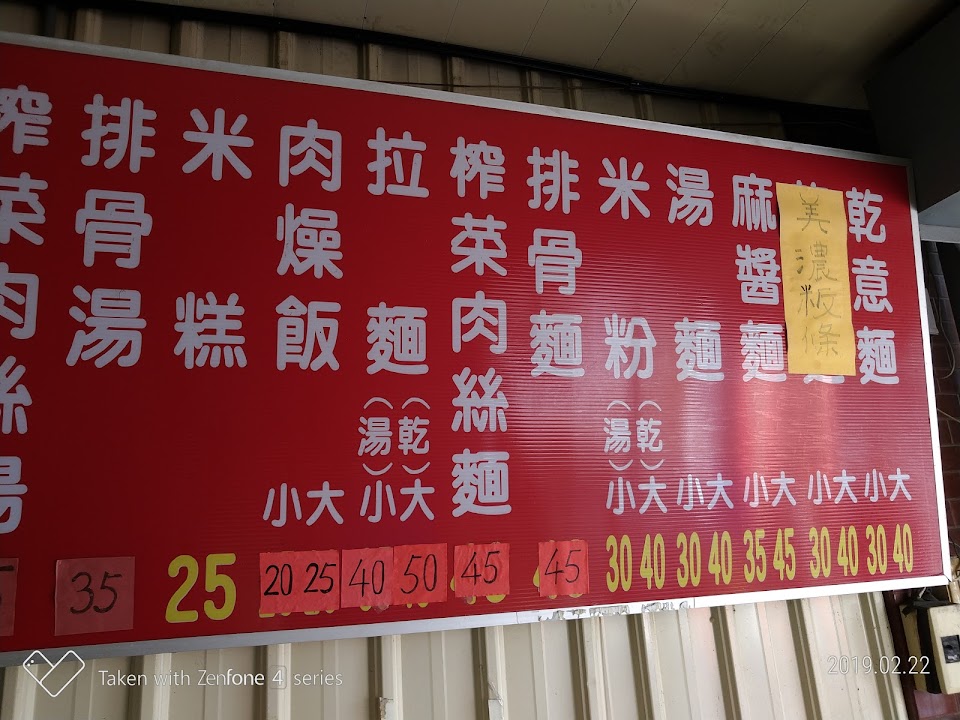 乾意麵 小大 30 40
美濃粄條 小大 30 40
麻醬麵 小大 35 45
湯麵 小大 30 40
米粉(乾)(湯) 小大 30 40
排骨麵 45
榨菜肉絲麵 45
拉麵(乾)(湯) 小大 40 50
肉燥飯 小大 20 25
米糕 25
排骨湯 35
榨菜肉絲湯
Taken with Zenfone 4 series
2019.02.22